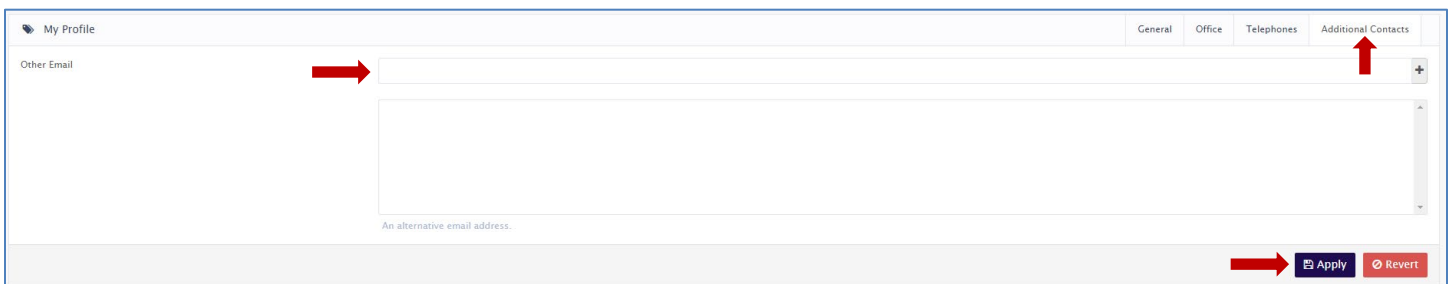 My Profile
General Office Telephones Additional Contacts
Other Email
+
An alternative email address.
Apply Revert